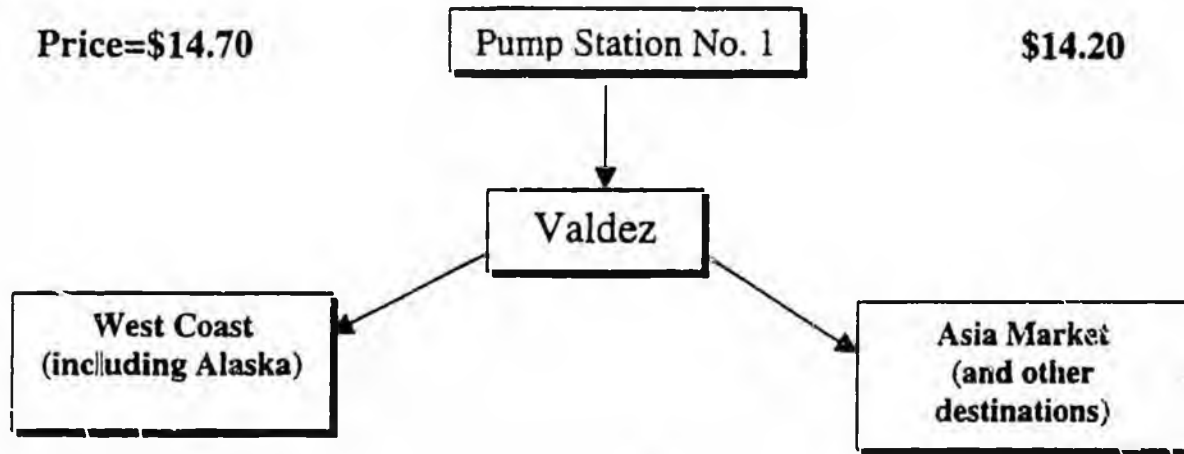 Price=$14.70
Pump Station No. 1
$14.20
Valdez
West Coast
(including Alaska)
Asia Market
(and other
destinations)